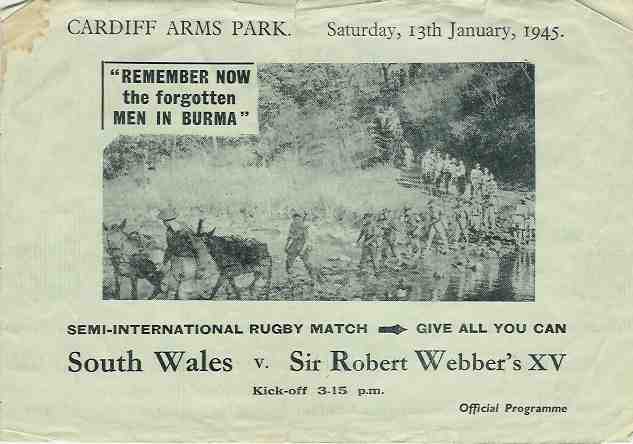 CARDIFF ARMS PARK. Saturday, 13th January, 1945.
"REMEMBER NOW
the forgotten
MEN IN BURMA"
SEMI-INTERNATIONAL RUGBY MATCH ➡ GIVE ALL YOU CAN
South Wales v. Sir Robert Webber's XV
Kick-off 3-15 p.m.
Official Programme